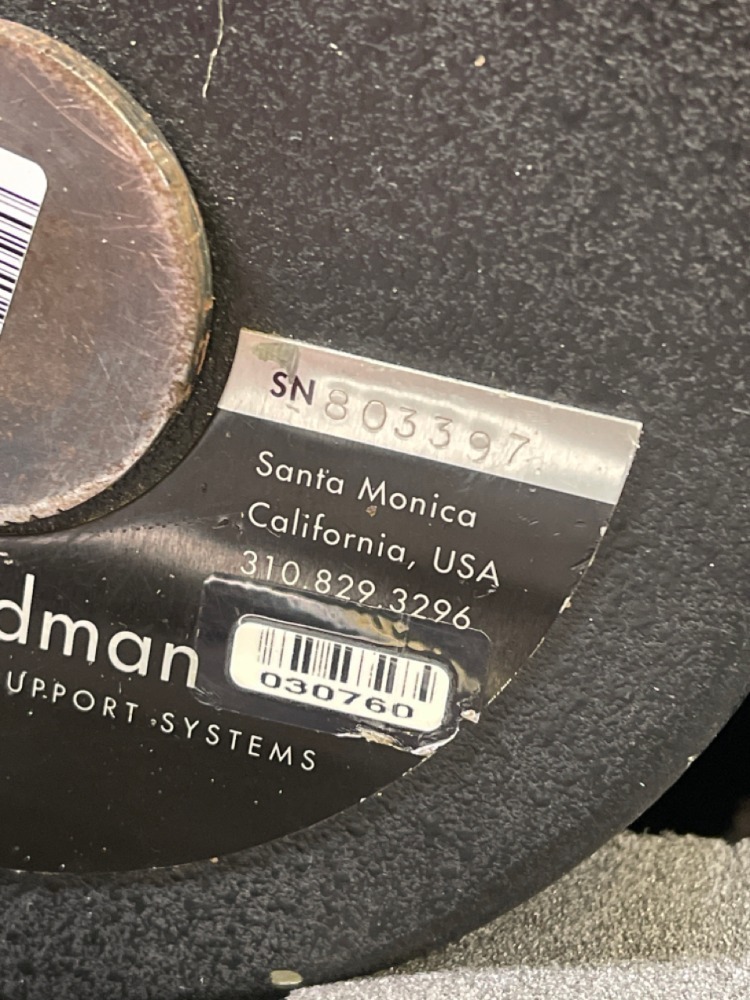 SN 803397
Santa Monica
California, USA
310.829.3296
dman
UPPORT SYSTEMS
030760